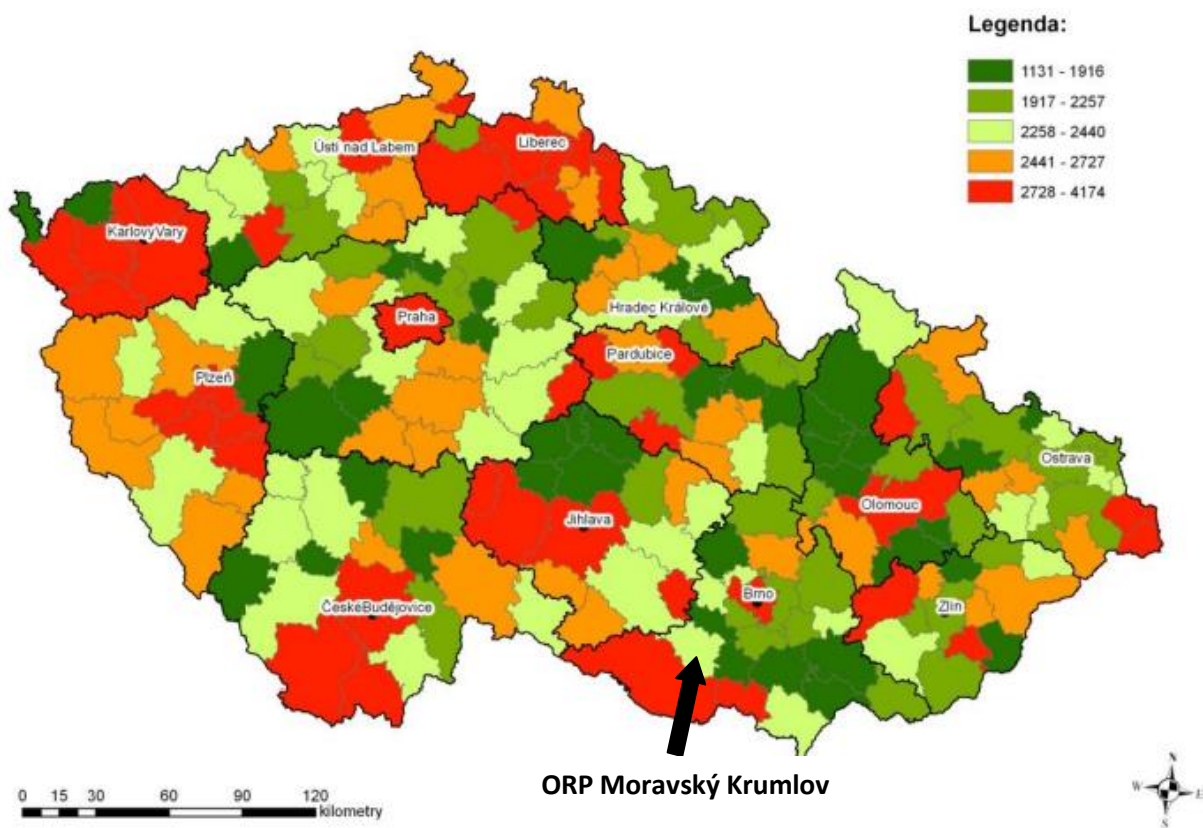 Legenda:
1131 - 1916
1917 - 2257
2258 - 2440
2441 - 2727
2728 - 4174
Ústí nad Labem
Liberec
KarlovyVary
Praha
Hradec Králové
Pardubice
Plzeň
Ostrava
Olomouc
Jihlava
Brno
Zlín
ČeskéBudějovice
ORP Moravský Krumlov
0 15 30 60 90 120
kilometry
N
W E
S